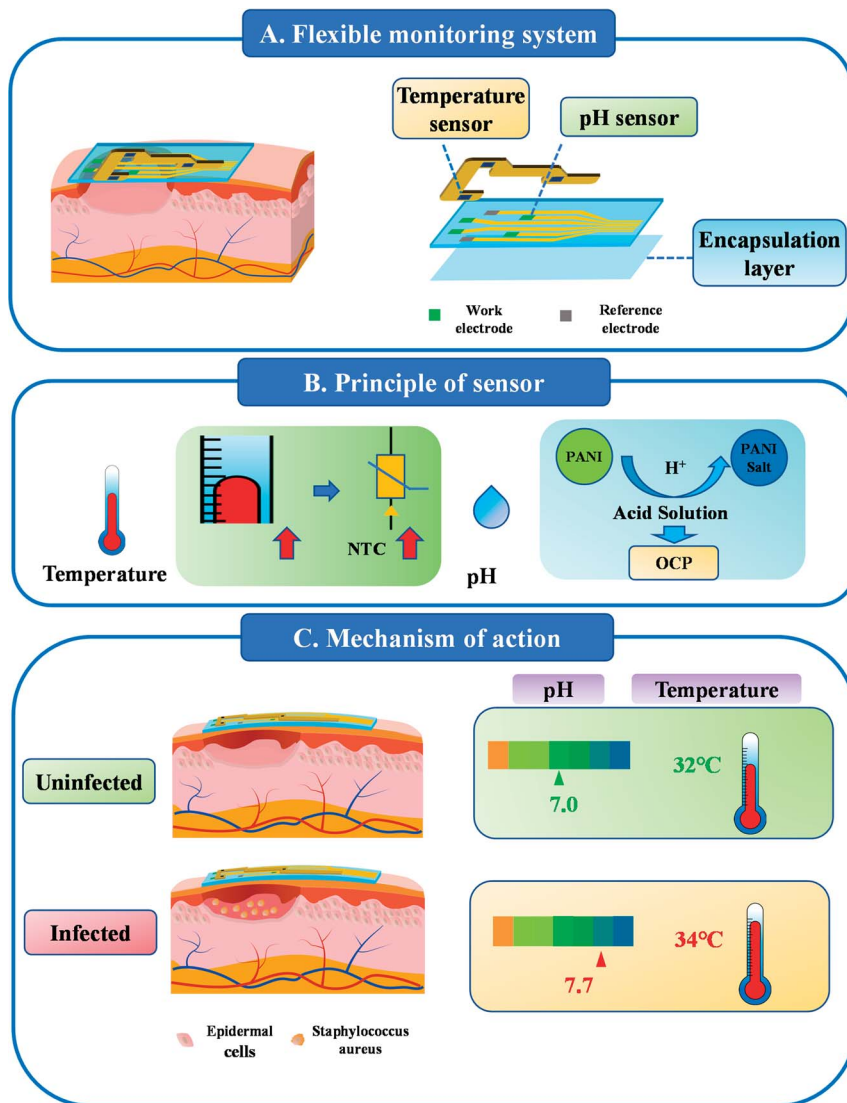 A. Flexible monitoring system
Temperature
sensor
pH sensor
Encapsulation
layer
Work
electrode
Reference
electrode
B. Principle of sensor
Temperature
NTC
pH
PANI
H⁺
PANI
Salt
Acid Solution
OCP
C. Mechanism of action
pH
Temperature
Uninfected
7.0
32°C
Infected
7.7
34°C
Epidermal
cells
Staphylococcus
aureus